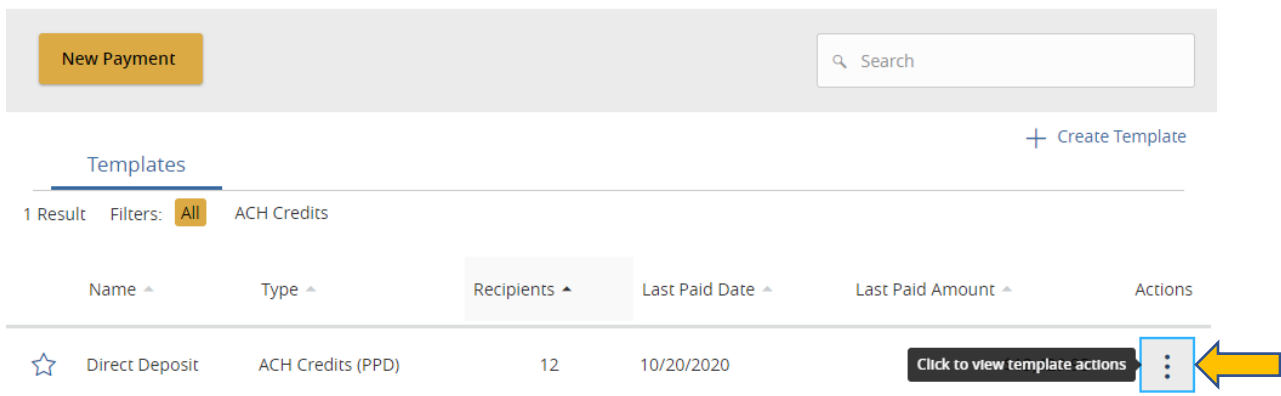 New Payment
Search
+ Create Template
Templates
1 Result Filters: All ACH Credits
Name Type Recipients Last Paid Date Last Paid Amount Actions
Direct Deposit ACH Credits (PPD) 12 10/20/2020 Click to view template actions